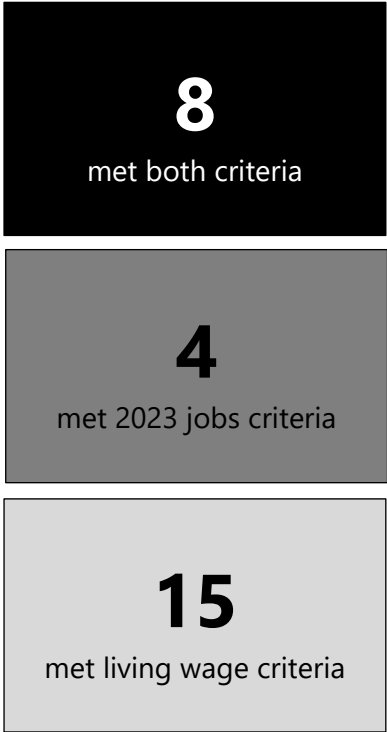 8
met both criteria
4
met 2023 jobs criteria
15
met living wage criteria